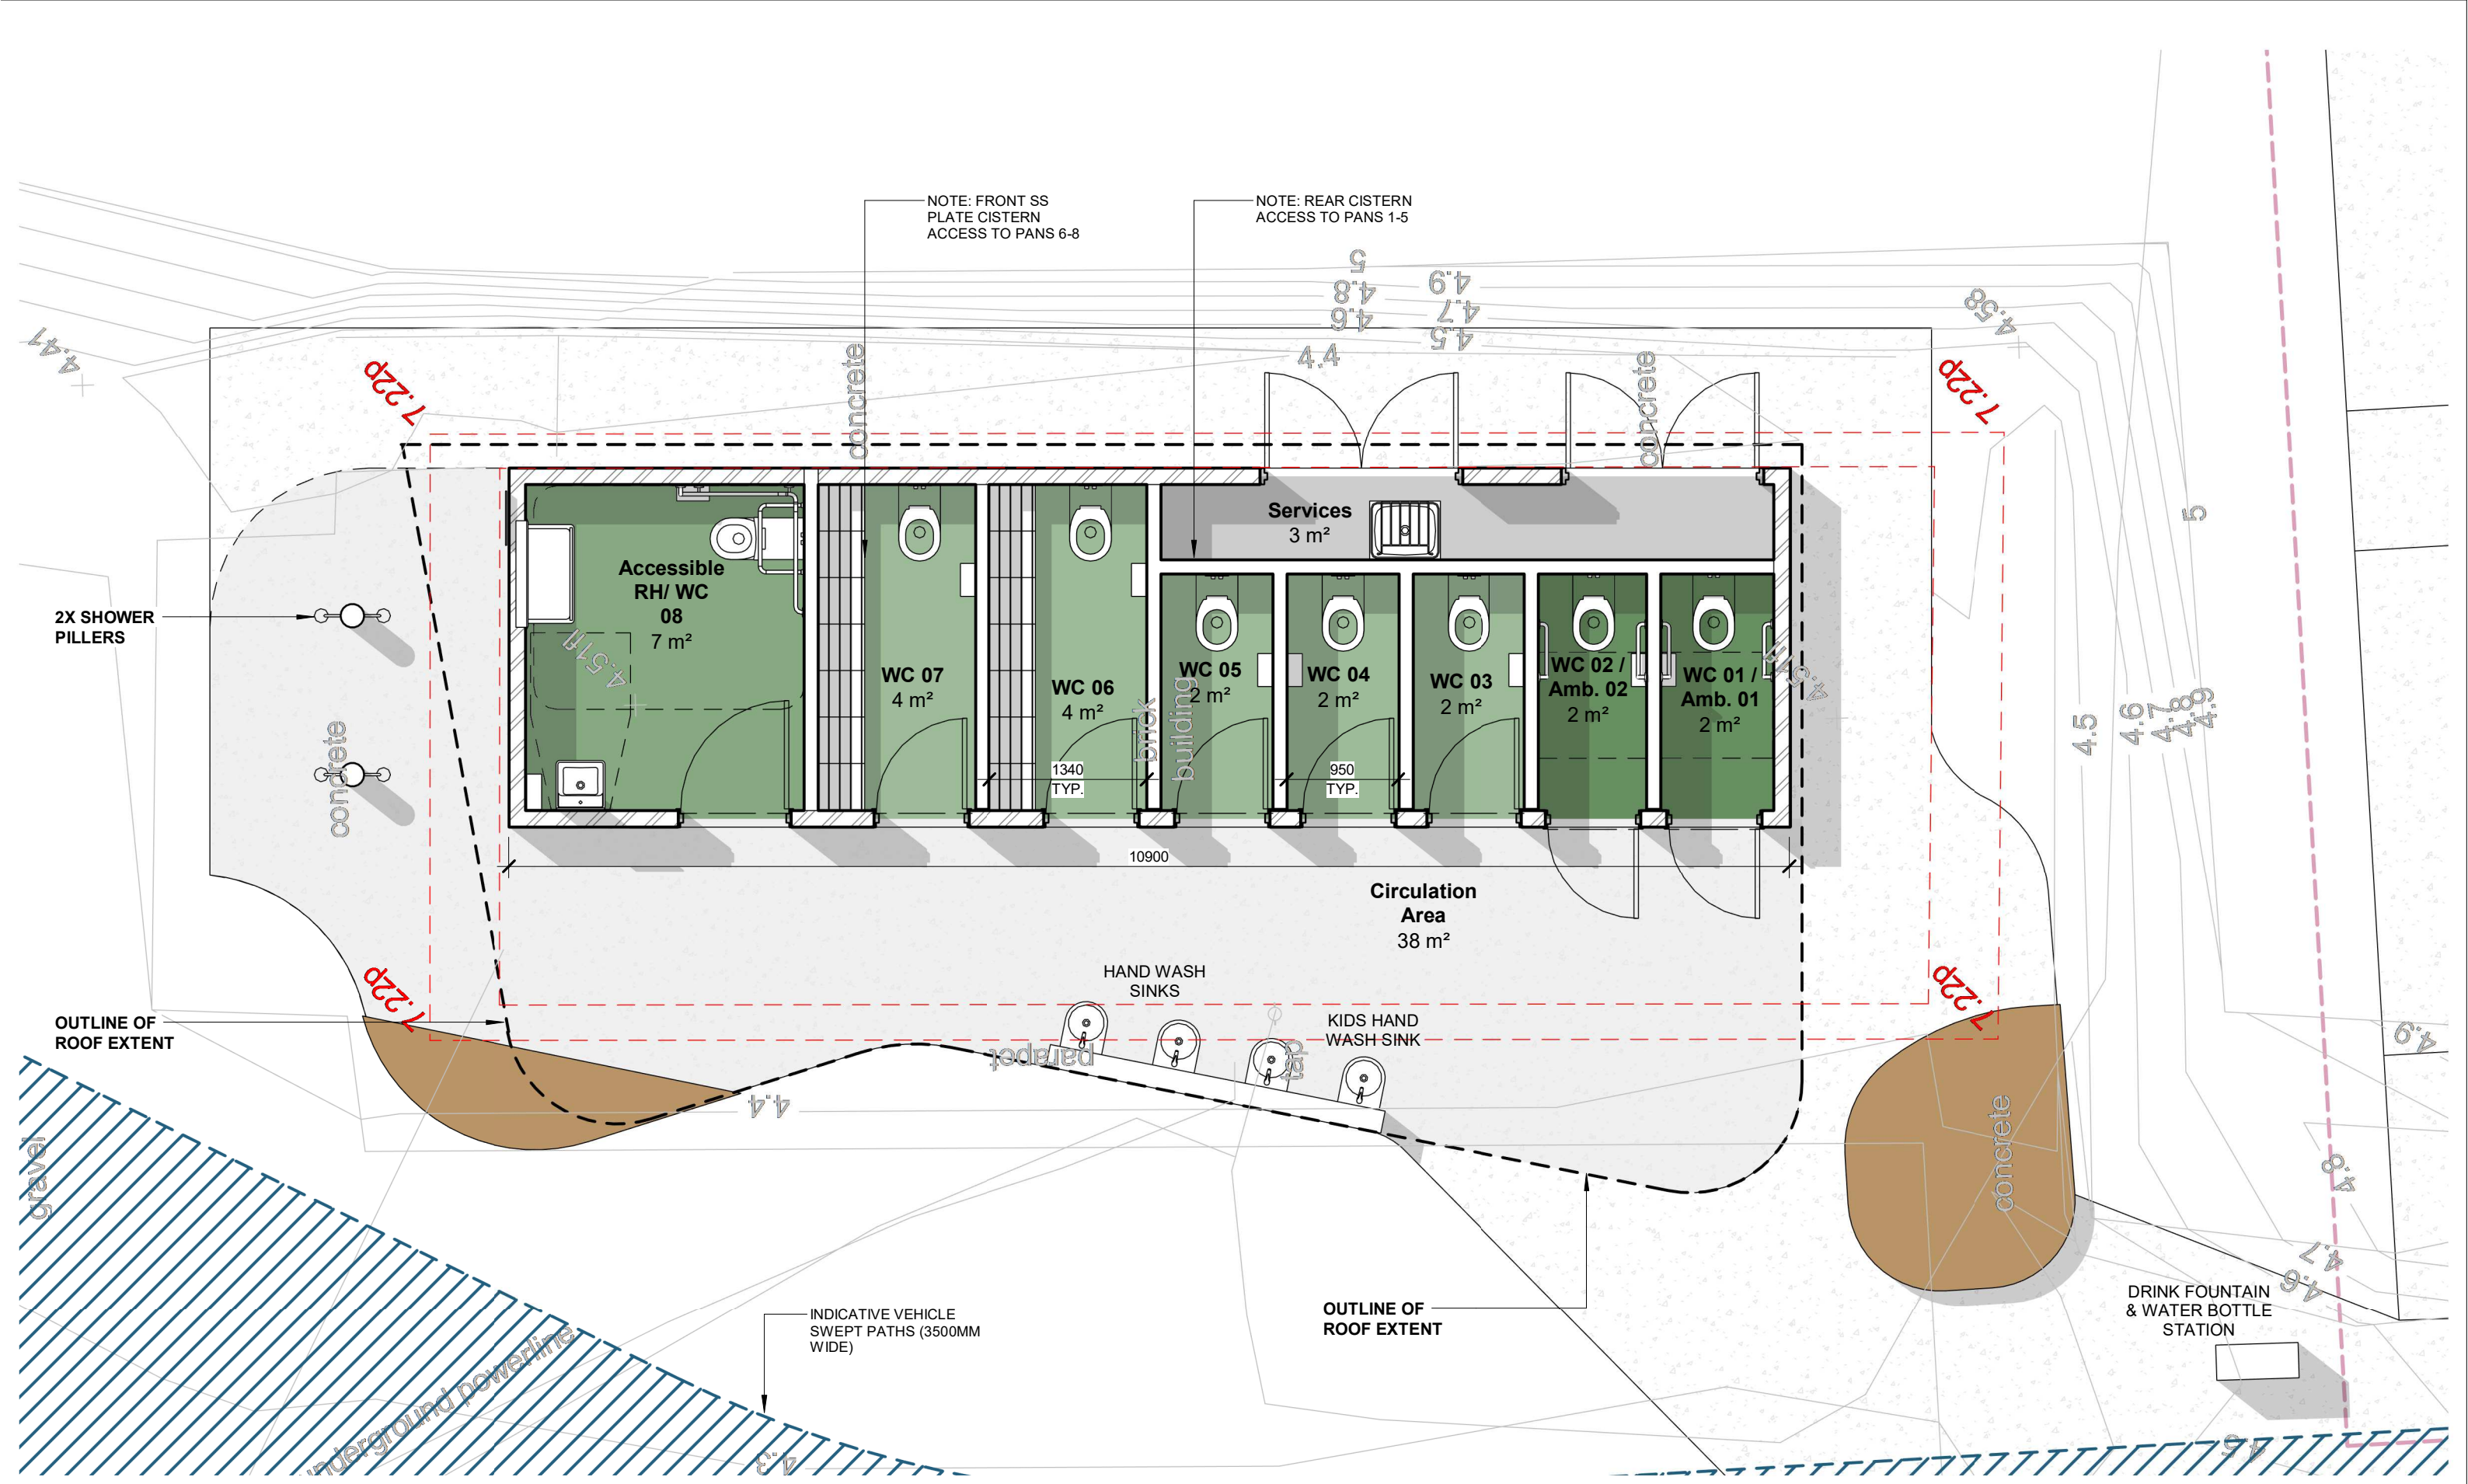 NOTE: FRONT SS
PLATE CISTERN
ACCESS TO PANS 6-8
NOTE: REAR CISTERN
ACCESS TO PANS 1-5
5
4.9
4.8
4.7
4.6
4.5
4.4
4.58
4.41
7.22p
7.22p
concrete
concrete
5
Services
3 m²
Accessible
RH/ WC
08
7 m²
2X SHOWER
PILLERS
4.51fl
WC 07
4 m²
WC 06
4 m²
WC 05
2 m²
WC 04
2 m²
WC 03
2 m²
WC 02 /
Amb. 02
2 m²
WC 01 /
Amb. 01
2 m²
brick
building
4.5
4.6
4.7
4.8
4.9
concrete
1340
TYP.
950
TYP.
10900
Circulation
Area
38 m²
7.22p
7.22p
HAND WASH
SINKS
KIDS HAND
WASH SINK
OUTLINE OF
ROOF EXTENT
parapet
tap
4.9
4.4
gravel
concrete
4.8
4.7
4.6
DRINK FOUNTAIN
& WATER BOTTLE
STATION
INDICATIVE VEHICLE
SWEPT PATHS (3500MM
WIDE)
OUTLINE OF
ROOF EXTENT
underground powerline
4.3
4.5